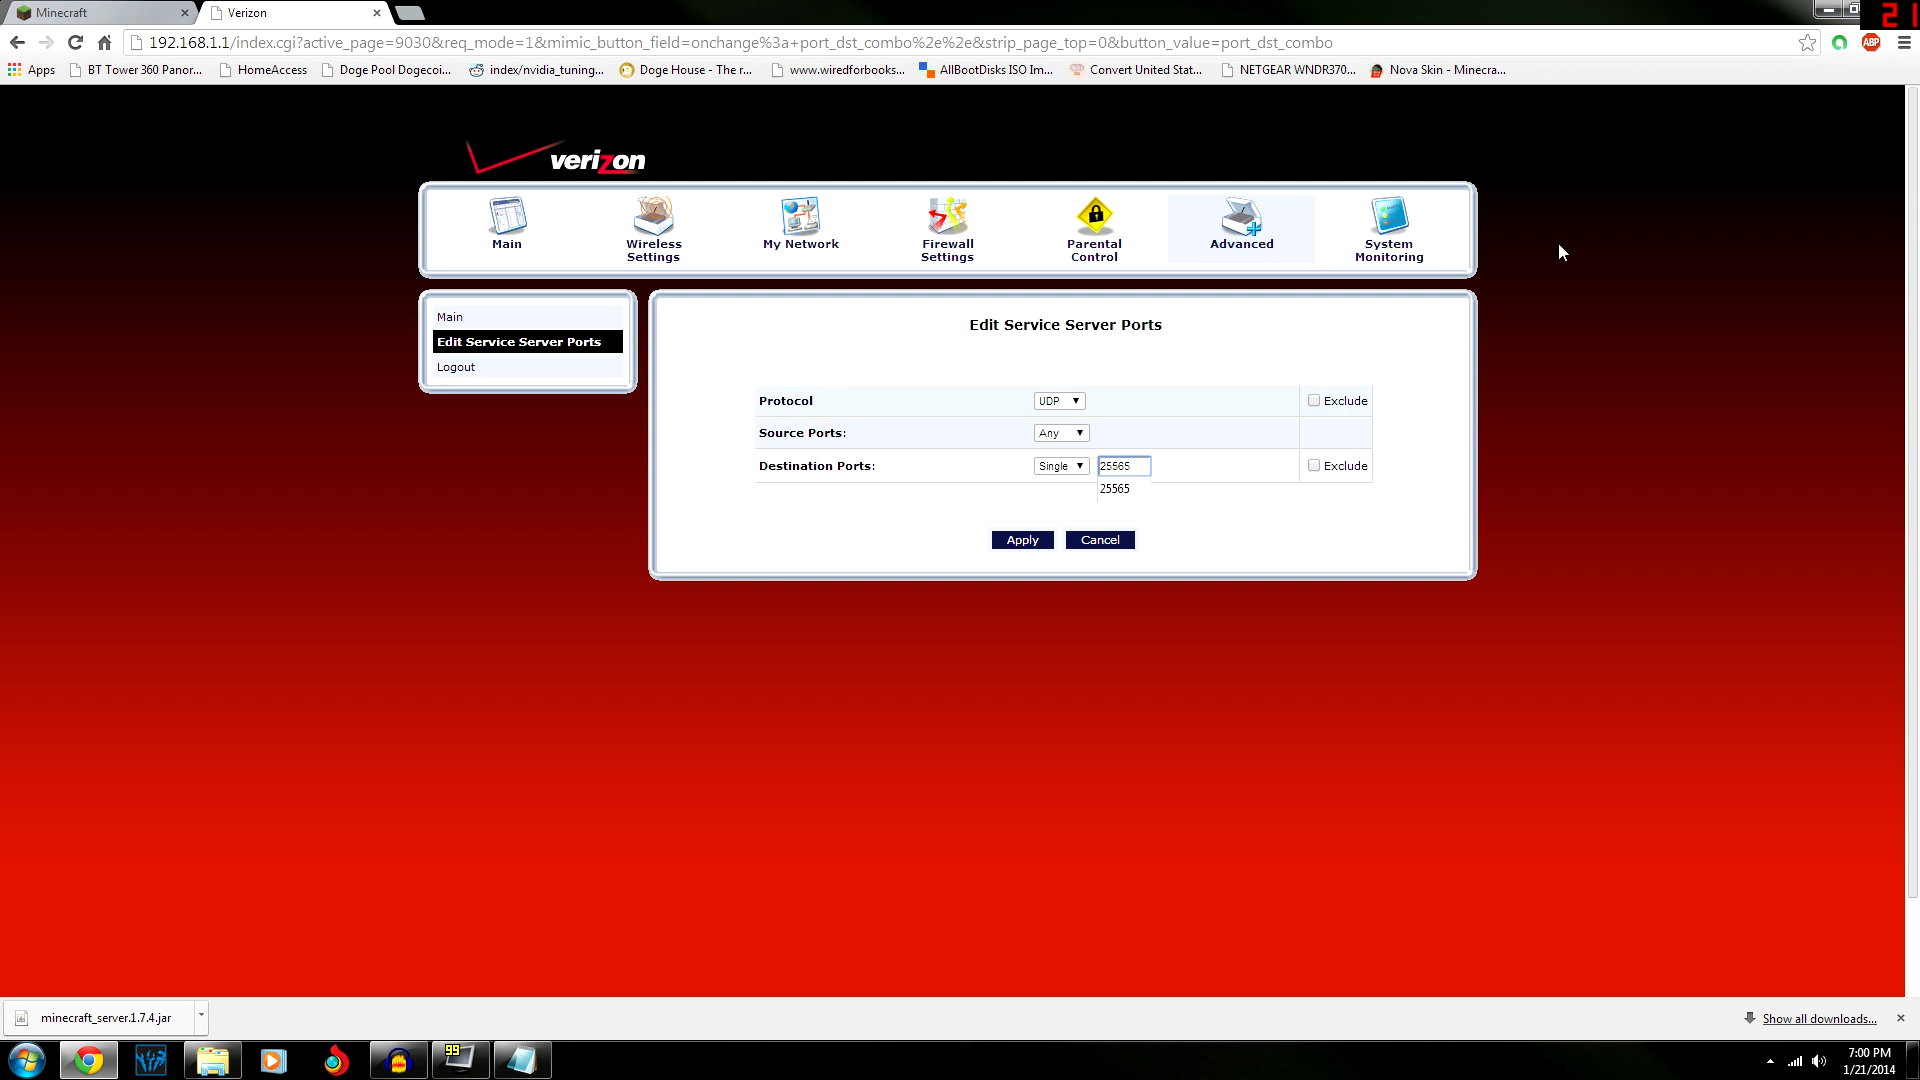 Minecraft
Verizon
21
192.168.1.1/index.cgi?active_page=9030&req_mode=1&mimic_button_field=onchange%3a+port_dst_combo%2e%2e&strip_page_top=0&button_value=port_dst_combo
ABP
Apps
BT Tower 360 Panor...
HomeAccess
Doge Pool Dogecoi...
index/nvidia_tuning...
Doge House - The r...
www.wiredforbooks...
AllBootDisks ISO Im...
Convert United Stat...
NETGEAR WNDR370...
Nova Skin - Minecra...
verizon
Main
Wireless
Settings
My Network
Firewall
Settings
Parental
Control
Advanced
System
Monitoring
Main
Edit Service Server Ports
Logout
Edit Service Server Ports
Protocol UDP Exclude
Source Ports: Any
Destination Ports: Single 25565 Exclude
25565
Apply Cancel
minecraft_server.1.7.4.jar
Show all downloads...
99
7:00 PM
1/21/2014